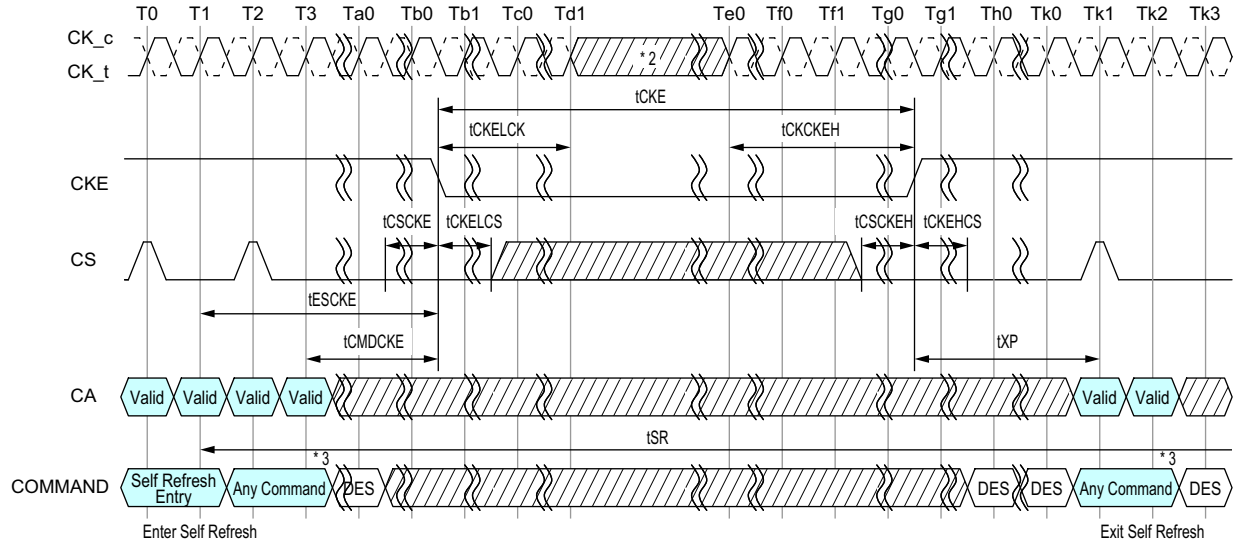 T0 T1 T2 T3 Ta0 Tb0 Tb1 Tc0 Td1 Te0 Tf0 Tf1 Tg0 Tg1 Th0 Tk0 Tk1 Tk2 Tk3
CK_c
* 2
CK_t
tCKE
tCKELCK tCKCKEH
CKE
tCSCKE tCKELCS tCSCKEH tCKEHCS
CS
tESCKE
tCMDCKE tXP
CA Valid Valid Valid Valid Valid Valid
tSR
* 3 * 3
COMMAND Self Refresh Entry Any Command DES DES DES Any Command DES
Enter Self Refresh Exit Self Refresh